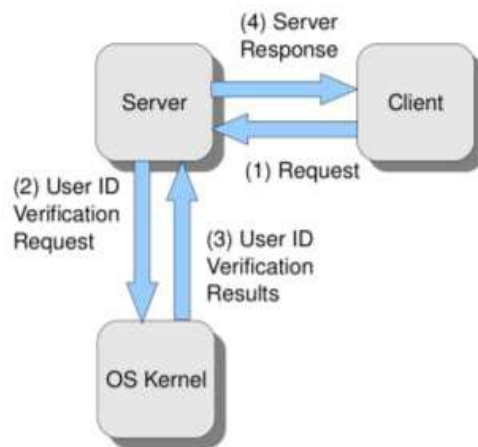 (4) Server
Response
Server
Client
(1) Request
(2) User ID
Verification
Request
(3) User ID
Verification
Results
OS Kernel